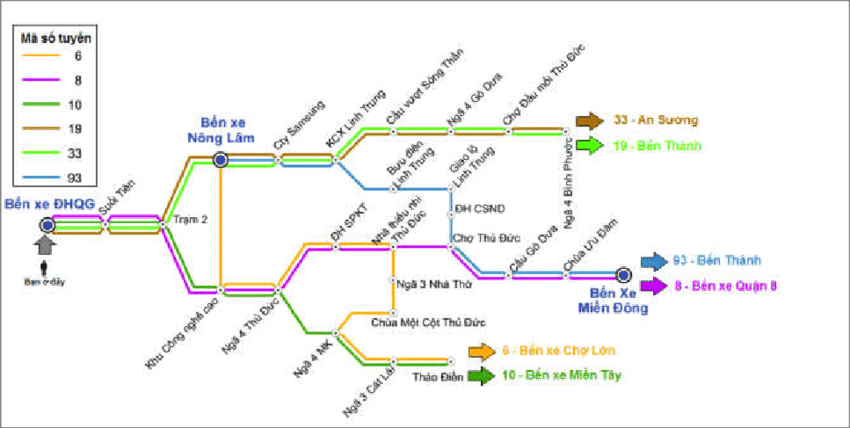 Mã số tuyến
6
8
10
19
33
93
Bến xe ĐHQG
Bạn ở đây
Suối Tiên
Trạm 2
Bến xe
Nông Lâm
Cty Samsung
KCX Linh Trung
Cầu vượt Sóng Thần
Ngã 4 Gò Dưa
Chợ Đầu mối Thủ Đức
Ngã 4 Bình Phước
33 - An Sương
19 - Bến Thành
Bưu điện
Linh Trung
Giao lộ
Linh Trung
ĐH CSND
Chợ Thủ Đức
Cầu Gò Dưa
Chùa Ưu Đàm
Bến Xe
Miền Đông
93 - Bến Thành
8 - Bến xe Quận 8
Khu Công nghệ cao
Ngã 4 Thủ Đức
ĐH SPKT
Nhà thiếu nhi
Thủ Đức
Ngã 3 Nhà Thờ
Chùa Một Cột Thủ Đức
Ngã 4 MK
Ngã 3 Cát Lái
Thảo Điền
6 - Bến xe Chợ Lớn
10 - Bến xe Miền Tây